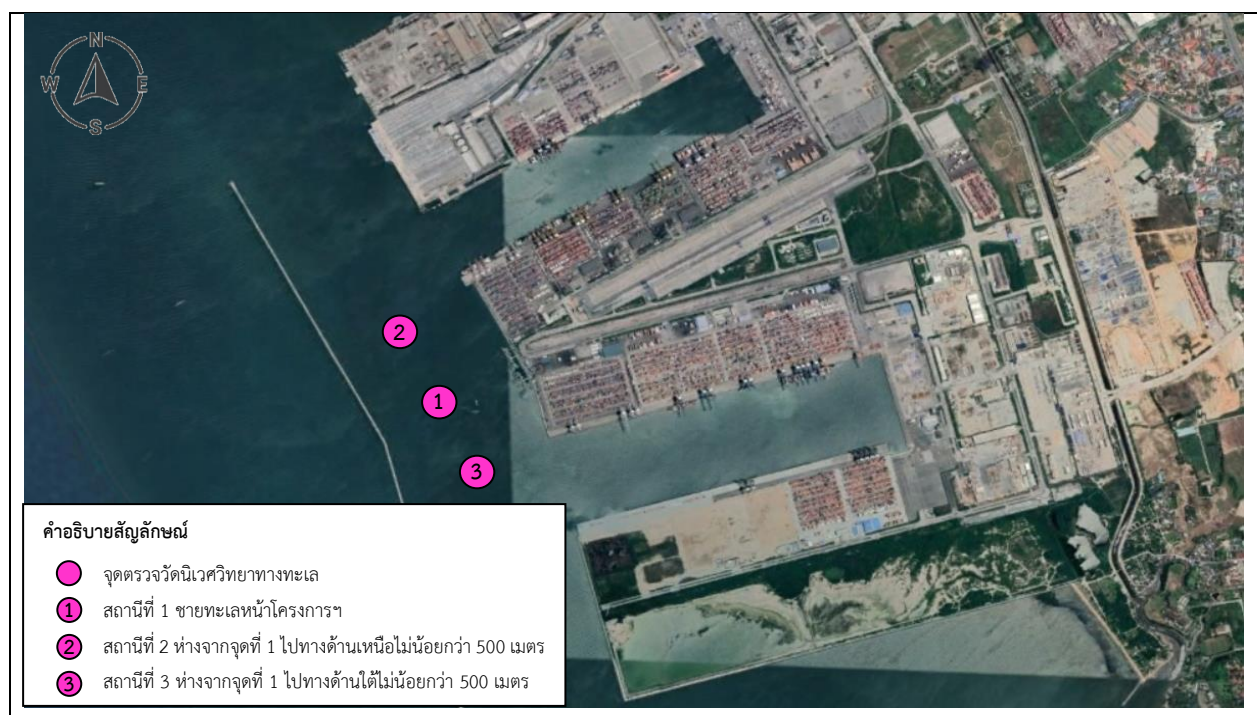 N
W E
S
2
1
3
คำอธิบายสัญลักษณ์
จุดตรวจวัดนิเวศวิทยาทางทะเล
1 สถานีที่ 1 ชายทะเลหน้าโครงการฯ
2 สถานีที่ 2 ห่างจากจุดที่ 1 ไปทางด้านเหนือไม่น้อยกว่า 500 เมตร
3 สถานีที่ 3 ห่างจากจุดที่ 1 ไปทางด้านใต้ไม่น้อยกว่า 500 เมตร